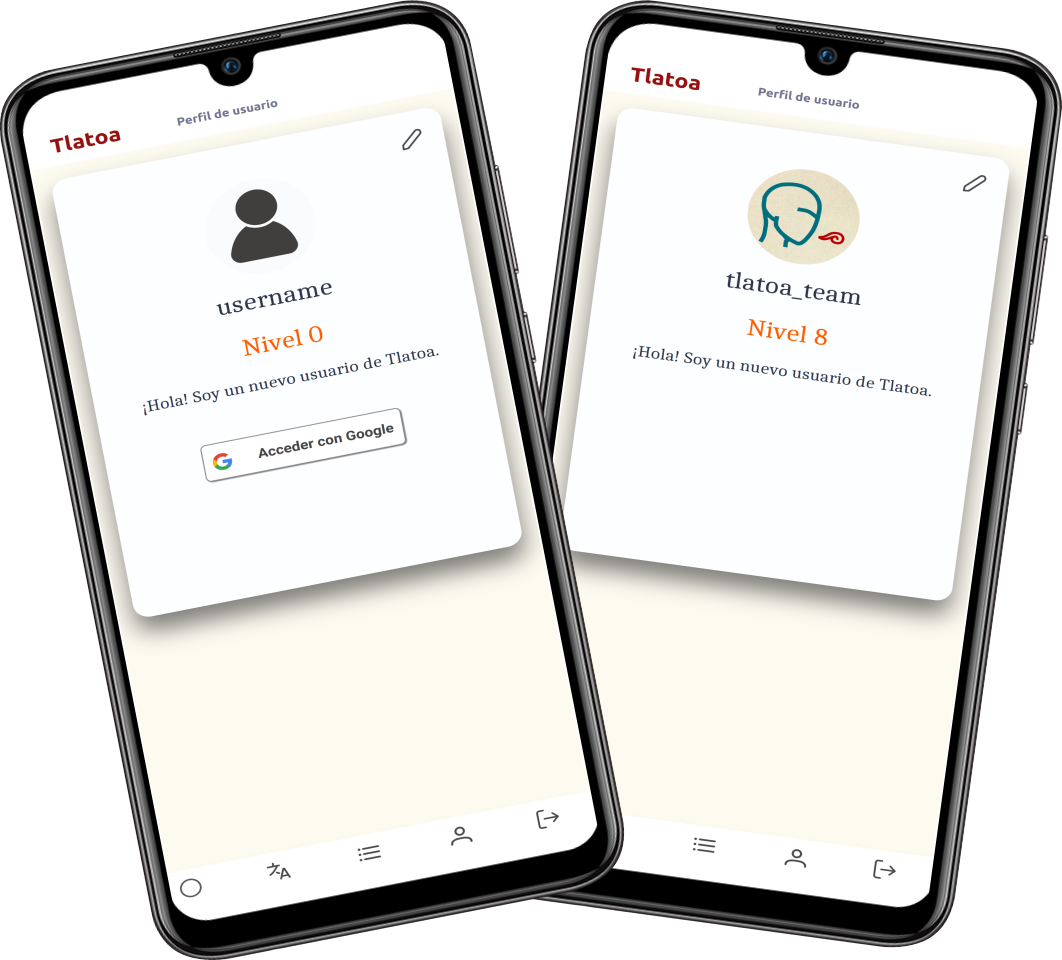 Tlatoa
Perfil de usuario
username
Nivel 0
¡Hola! Soy un nuevo usuario de Tlatoa.
Acceder con Google
Tlatoa
Perfil de usuario
tlatoa_team
Nivel 8
¡Hola! Soy un nuevo usuario de Tlatoa.